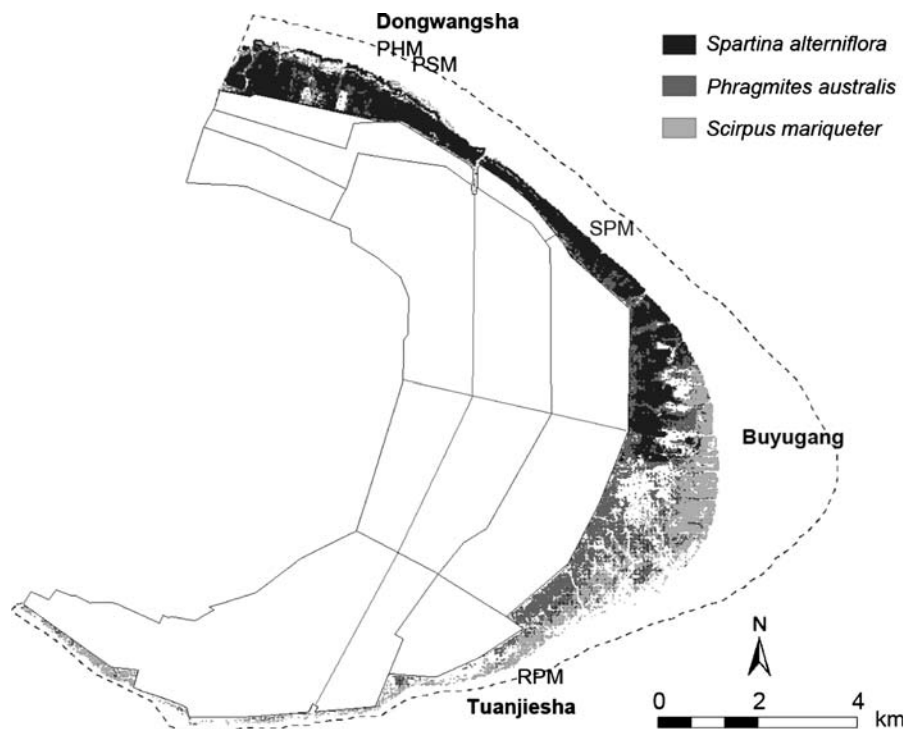 Dongwangsha
PHM
PSM
Spartina alterniflora
Phragmites australis
Scirpus mariqueter
SPM
Buyugang
N
RPM
Tuanjiesha
0 2 4
km